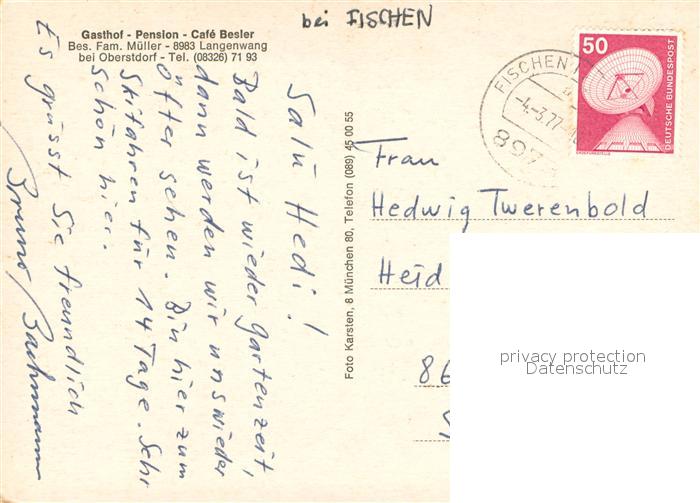 bei FISCHEN
Gasthof - Pension - Café Besler
Bes. Fam. Müller - 8983 Langenwang
bei Oberstdorf - Tel. (08326) 71 93
Salü Hedi!
Bald ist wieder Gartenzeit,
dann werden wir uns wieder
öfter sehen. Bin hier zum
Skifahren für 14 Tage. Sehr
schön hier.
Es grüsst Sie freundlich
Bruno Bachmann
Foto Karsten, 8 München 80, Telefon (089) 45 00 55
FISCHEN
-4.-3.77
897
50
DEUTSCHE BUNDESPOST
Frau
Hedwig Twerenbold
Heid
86
privacy protection
Datenschutz